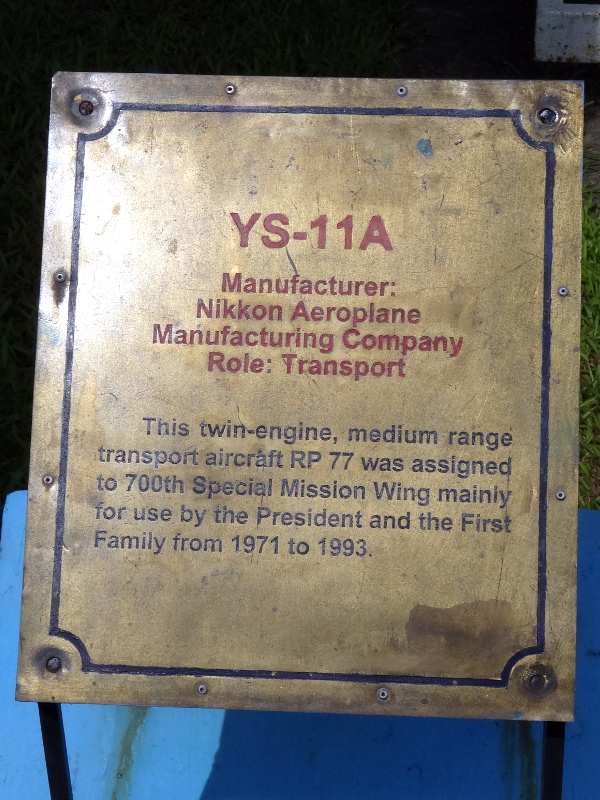 YS-11A
Manufacturer:
Nikkon Aeroplane
Manufacturing Company
Role: Transport
This twin-engine, medium range
transport aircraft RP 77 was assigned
to 700th Special Mission Wing mainly
for use by the President and the First
Family from 1971 to 1993.